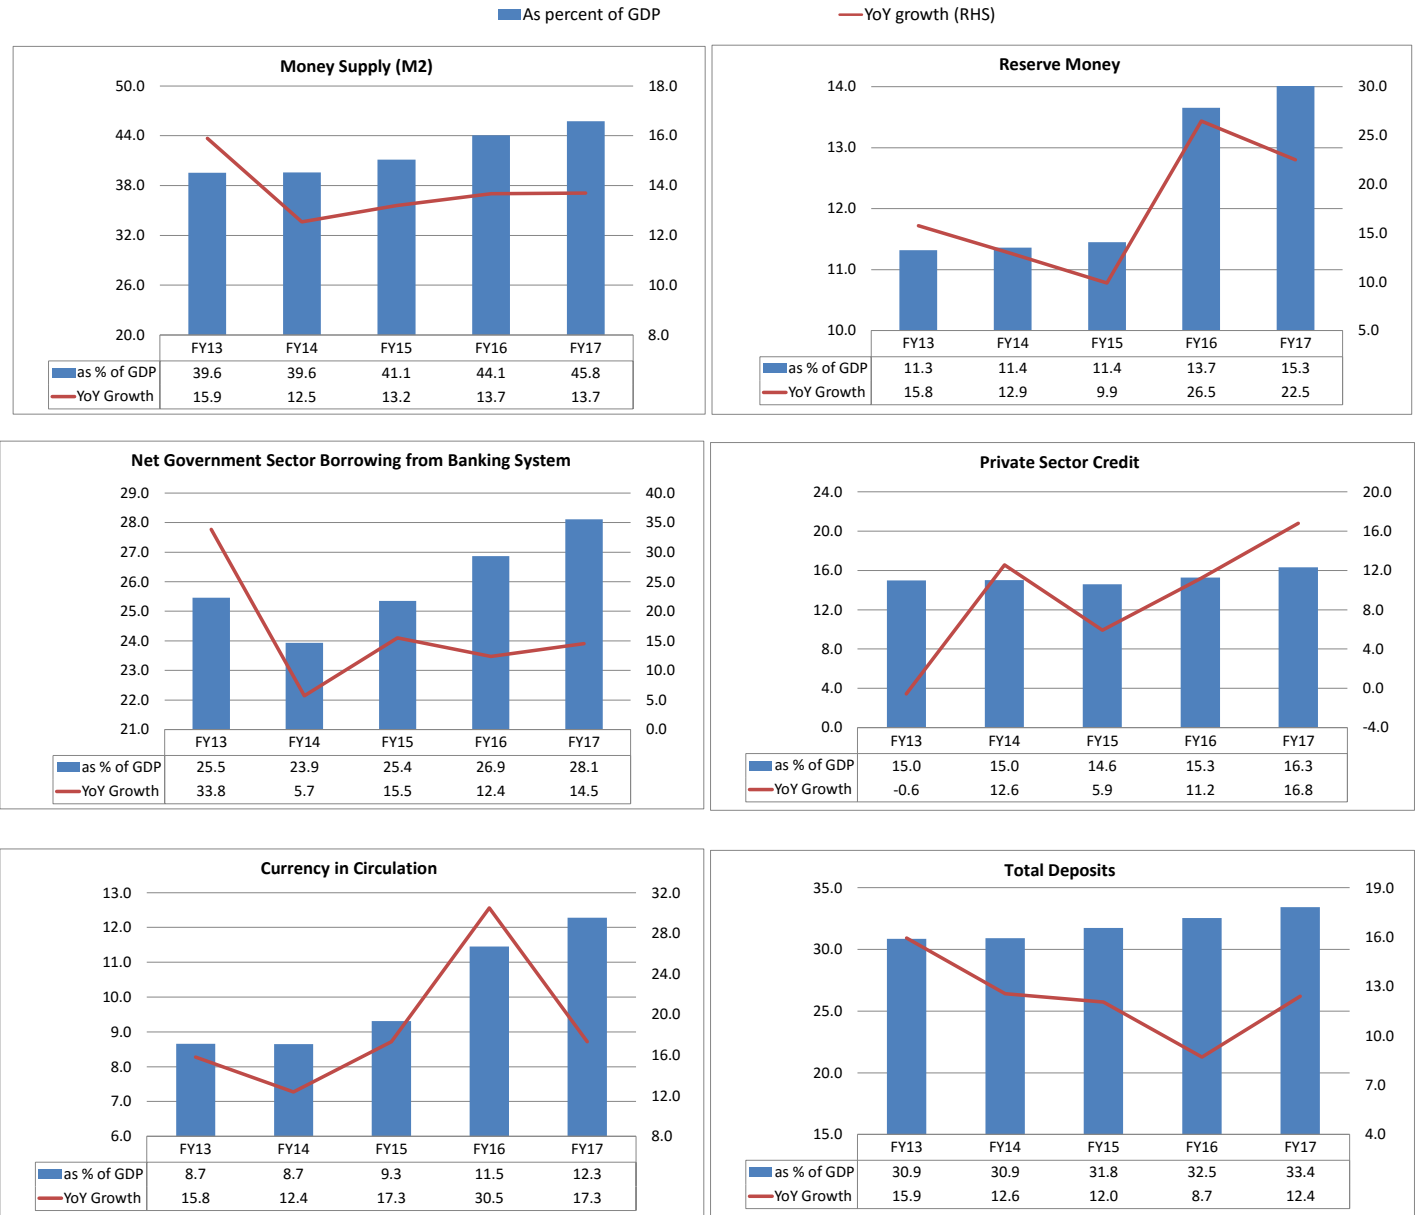 As percent of GDP YoY growth (RHS)
Money Supply (M2)
50.0 18.0
44.0 16.0
38.0 14.0
32.0 12.0
26.0 10.0
20.0 8.0
FY13 FY14 FY15 FY16 FY17
as % of GDP 39.6 39.6 41.1 44.1 45.8
YoY Growth 15.9 12.5 13.2 13.7 13.7
Reserve Money
14.0 30.0
25.0
13.0
20.0
12.0
15.0
11.0
10.0
10.0 5.0
FY13 FY14 FY15 FY16 FY17
as % of GDP 11.3 11.4 11.4 13.7 15.3
YoY Growth 15.8 12.9 9.9 26.5 22.5
Net Government Sector Borrowing from Banking System
29.0 40.0
28.0 35.0
27.0 30.0
26.0 25.0
25.0 20.0
24.0 15.0
23.0 10.0
22.0 5.0
21.0 0.0
FY13 FY14 FY15 FY16 FY17
as % of GDP 25.5 23.9 25.4 26.9 28.1
YoY Growth 33.8 5.7 15.5 12.4 14.5
Private Sector Credit
24.0 20.0
20.0 16.0
16.0 12.0
12.0 8.0
8.0 4.0
4.0 0.0
0.0 -4.0
FY13 FY14 FY15 FY16 FY17
as % of GDP 15.0 15.0 14.6 15.3 16.3
YoY Growth -0.6 12.6 5.9 11.2 16.8
Currency in Circulation
13.0 32.0
12.0 28.0
11.0
24.0
10.0
20.0
9.0
16.0
8.0
12.0
7.0
6.0 8.0
FY13 FY14 FY15 FY16 FY17
as % of GDP 8.7 8.7 9.3 11.5 12.3
YoY Growth 15.8 12.4 17.3 30.5 17.3
Total Deposits
35.0 19.0
30.0 16.0
13.0
25.0
10.0
20.0
7.0
15.0 4.0
FY13 FY14 FY15 FY16 FY17
as % of GDP 30.9 30.9 31.8 32.5 33.4
YoY Growth 15.9 12.6 12.0 8.7 12.4